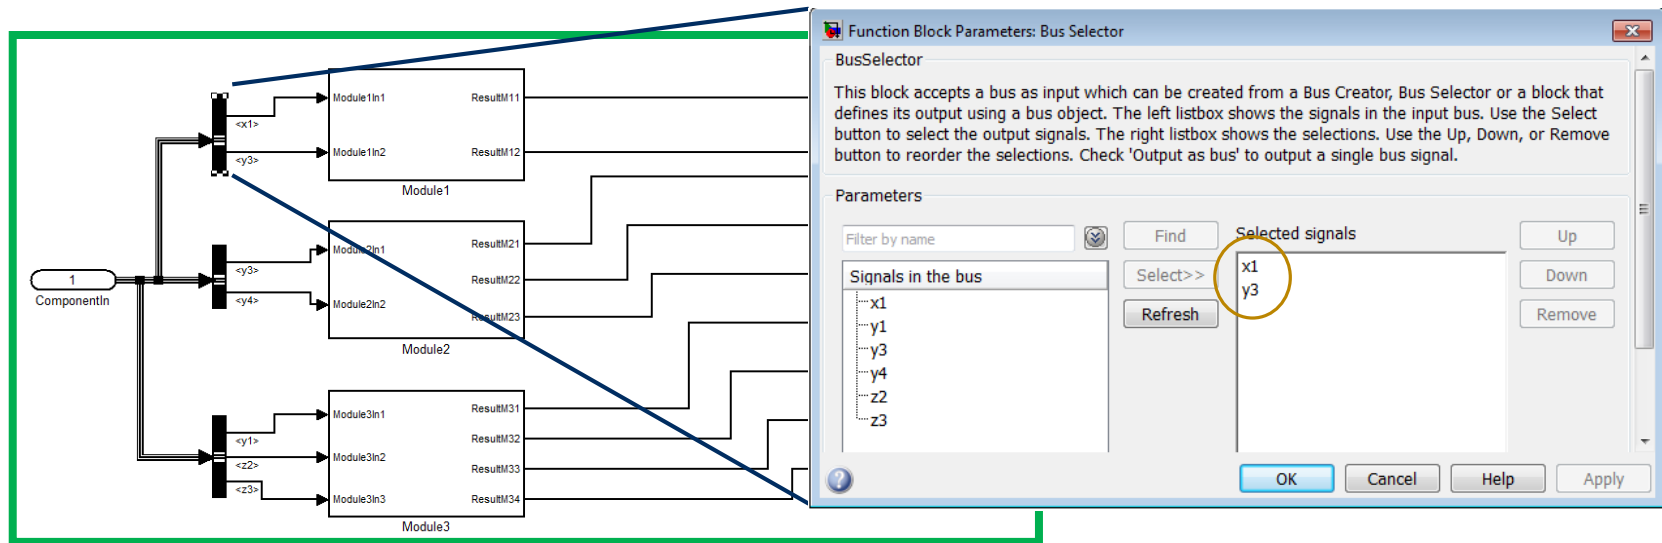 1
ComponentIn
<x1>
<y3>
Module1In1
ResultM11
Module1In2
ResultM12
Module1
<y3>
<y4>
Module2In1
ResultM21
ResultM22
Module2In2
ResultM23
Module2
<y1>
<z2>
<z3>
Module3In1
ResultM31
ResultM32
Module3In2
ResultM33
Module3In3
ResultM34
Module3
Function Block Parameters: Bus Selector
BusSelector
This block accepts a bus as input which can be created from a Bus Creator, Bus Selector or a block that
defines its output using a bus object. The left listbox shows the signals in the input bus. Use the Select
button to select the output signals. The right listbox shows the selections. Use the Up, Down, or Remove
button to reorder the selections. Check 'Output as bus' to output a single bus signal.
Parameters
Filter by name
Find
Selected signals
Up
Signals in the bus
Select>>
x1
Down
x1
y3
Refresh
Remove
y1
y3
y4
z2
z3
?
OK
Cancel
Help
Apply